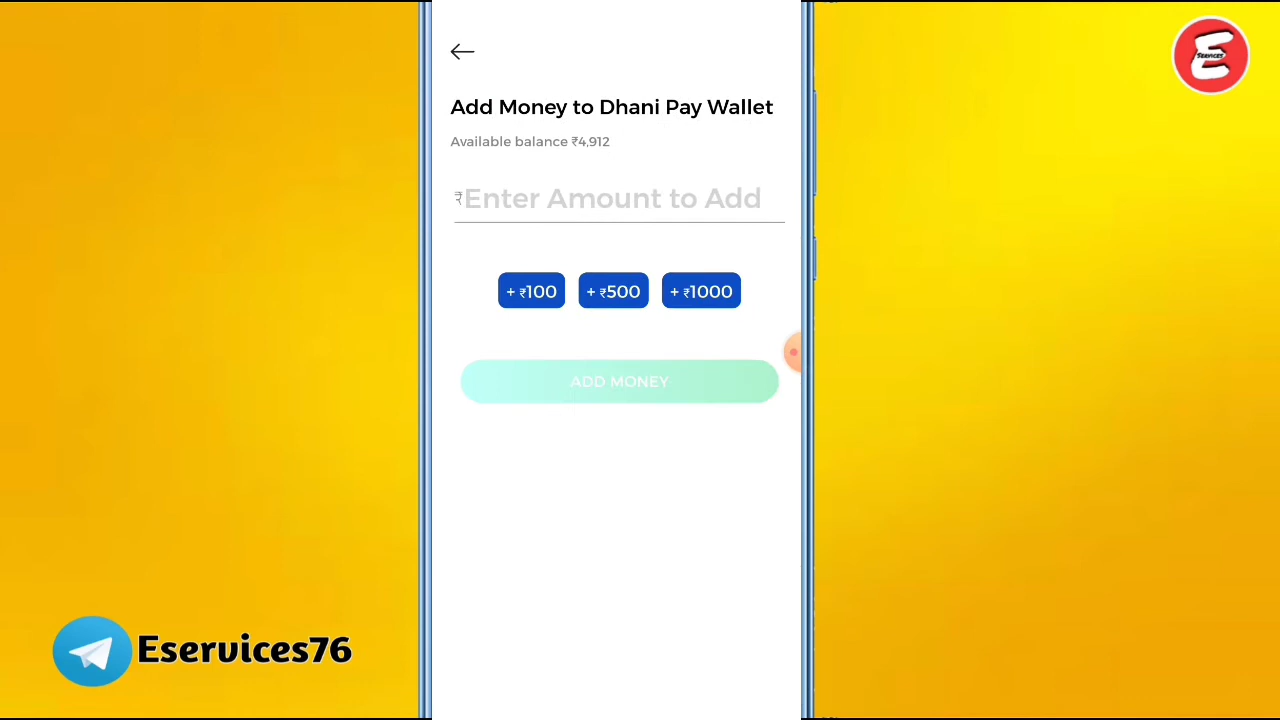 SERVICES
Add Money to Dhani Pay Wallet
Available balance ₹4,912
₹Enter Amount to Add
+ ₹100
+ ₹500
+ ₹1000
ADD MONEY
Eservices76